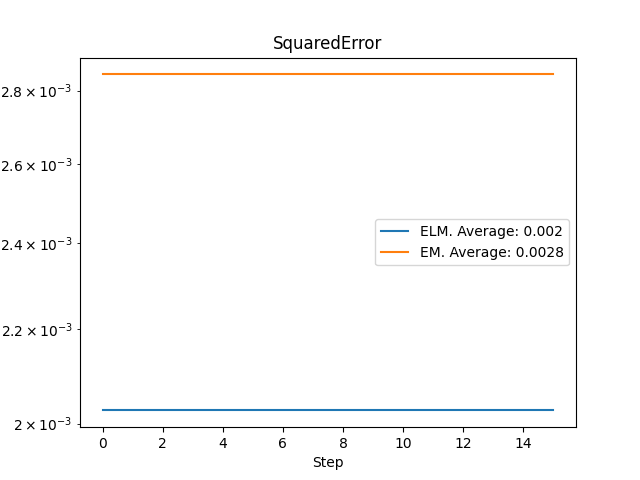 SquaredError
2.8 × 10⁻³
2.6 × 10⁻³
2.4 × 10⁻³
2.2 × 10⁻³
2 × 10⁻³
ELM. Average: 0.002
EM. Average: 0.0028
0 2 4 6 8 10 12 14
Step